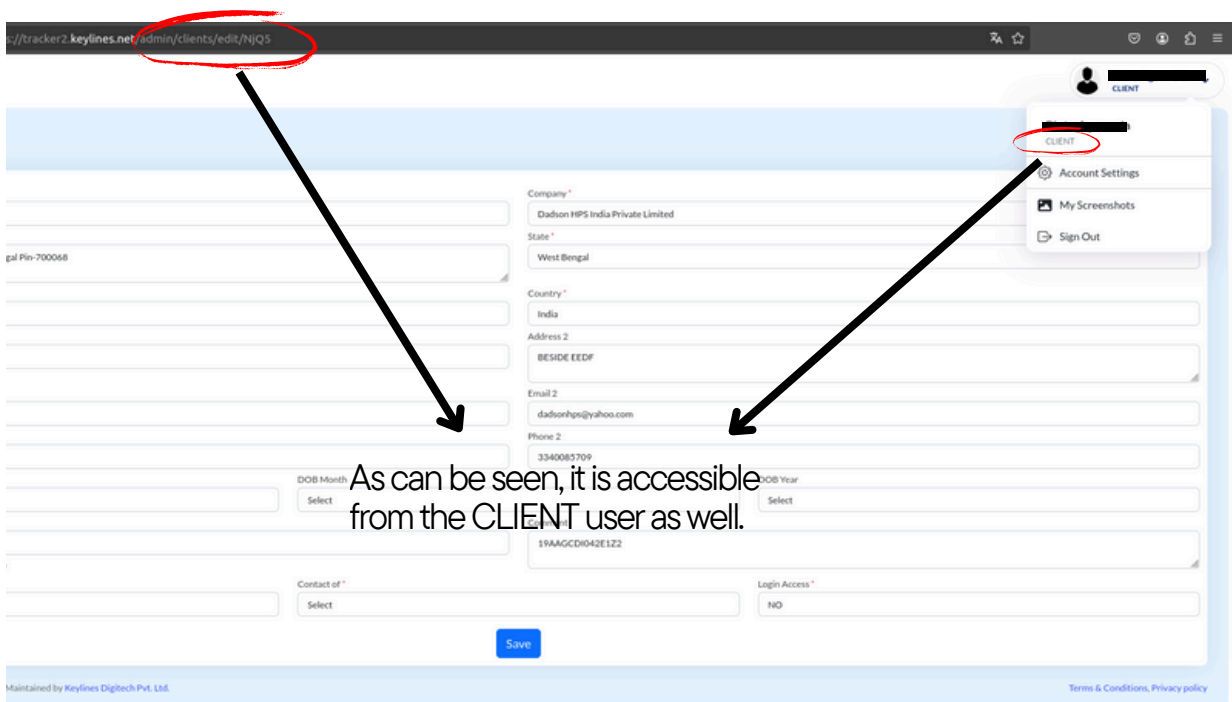 s://tracker2.keylines.net/admin/clients/edit/NjQ5
CLIENT
CLIENT
Account Settings
My Screenshots
Sign Out
Company *
Dadson HPS India Private Limited
State *
gal Pin-700068
West Bengal
Country *
India
Address 2
BESIDE EEDF
Email 2
dadsonhps@yahoo.com
Phone 2
3340085709
DOB Month
DOB Year
Select
Select
As can be seen, it is accessible
from the CLIENT user as well.
Comment
19AAGCDI042E1Z2
Contact of *
Login Access *
Select
NO
Save
Maintained by Keylines Digitech Pvt. Ltd.
Terms & Conditions, Privacy policy